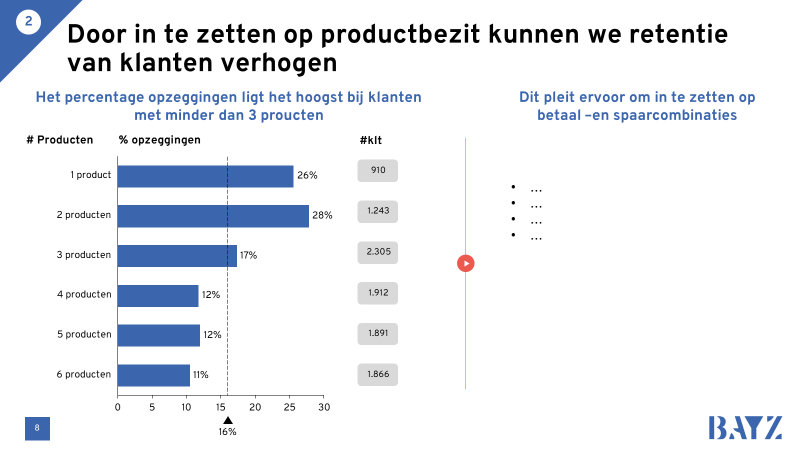 2
Door in te zetten op productbezit kunnen we retentie
van klanten verhogen
Het percentage opzeggingen ligt het hoogst bij klanten
met minder dan 3 proucten
Dit pleit ervoor om in te zetten op
betaal –en spaarcombinaties
# Producten % opzeggingen #klt
1 product 26% 910
2 producten 28% 1.243
3 producten 17% 2.305
4 producten 12% 1.912
5 producten 12% 1.891
6 producten 11% 1.866
0 5 10 15 20 25 30
16%
• ...
• ...
• ...
• ...
8
BAYZ